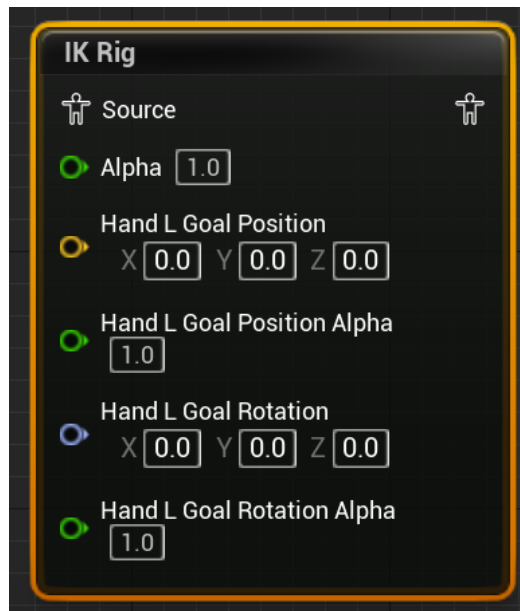 IK Rig
Source
Alpha 1.0
Hand L Goal Position
X 0.0 Y 0.0 Z 0.0
Hand L Goal Position Alpha
1.0
Hand L Goal Rotation
X 0.0 Y 0.0 Z 0.0
Hand L Goal Rotation Alpha
1.0